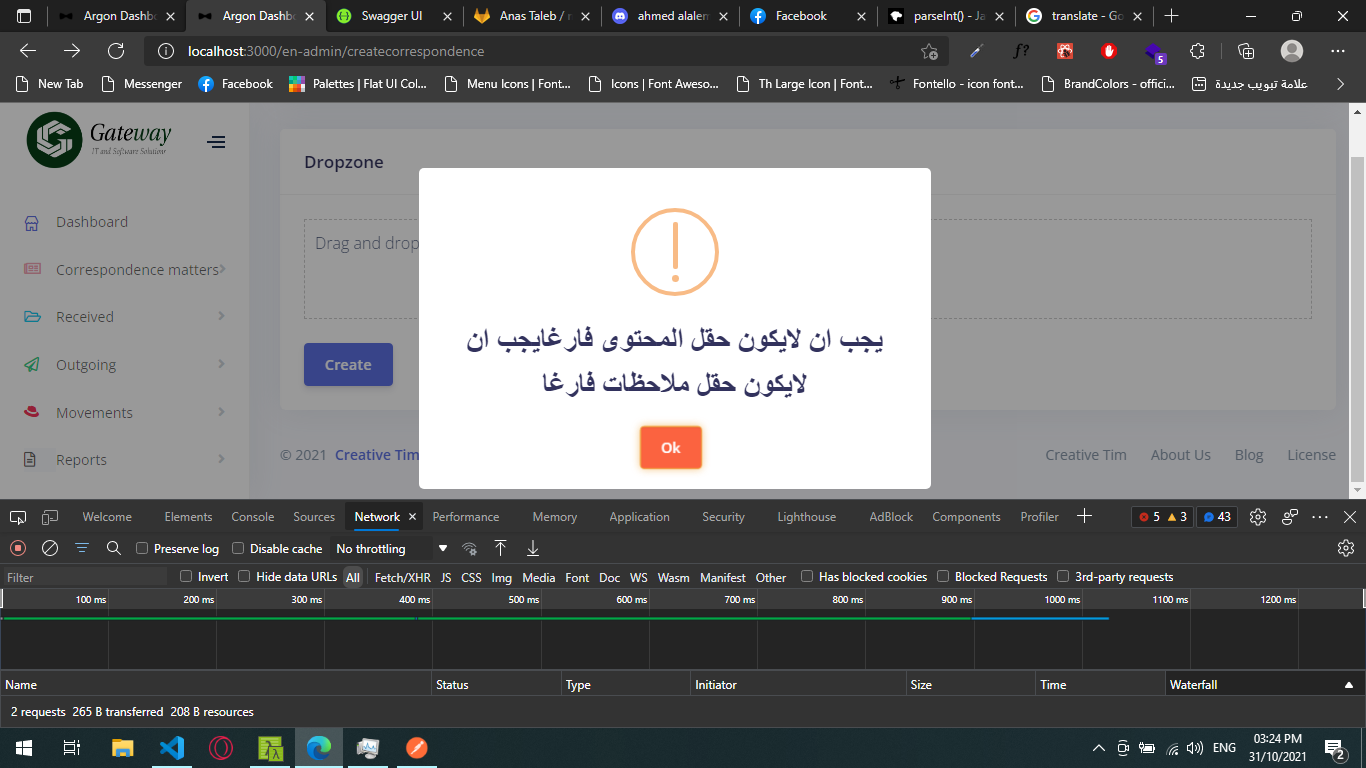 Argon Dashbo
Argon Dashbo
Swagger UI
Anas Taleb / r
ahmed alalem
Facebook
parseInt() - Ja
translate - Go
localhost:3000/en-admin/createcorrespondence
f?
5
New Tab
Messenger
Facebook
Palettes | Flat UI Col...
Menu Icons | Font...
Icons | Font Aweso...
Th Large Icon | Font...
Fontello - icon font...
BrandColors - offici...
علامة تبويب جديدة
Gateway
IT and Software Solutions
Dashboard
Correspondence matters
Received
Outgoing
Movements
Reports
Dropzone
Drag and drop
Create
يجب ان لايكون حقل المحتوى فارغايجب ان
لايكون حقل ملاحظات فارغا
Ok
© 2021 Creative Tim
Creative Tim
About Us
Blog
License
Welcome
Elements
Console
Sources
Network
Performance
Memory
Application
Security
Lighthouse
AdBlock
Components
Profiler
5
3
43
Preserve log
Disable cache
No throttling
Filter
Invert
Hide data URLs
All
Fetch/XHR
JS
CSS
Img
Media
Font
Doc
WS
Wasm
Manifest
Other
Has blocked cookies
Blocked Requests
3rd-party requests
100 ms
200 ms
300 ms
400 ms
500 ms
600 ms
700 ms
800 ms
900 ms
1000 ms
1100 ms
1200 ms
Name
Status
Type
Initiator
Size
Time
Waterfall
2 requests 265 B transferred 208 B resources
ENG
03:24 PM
31/10/2021
2